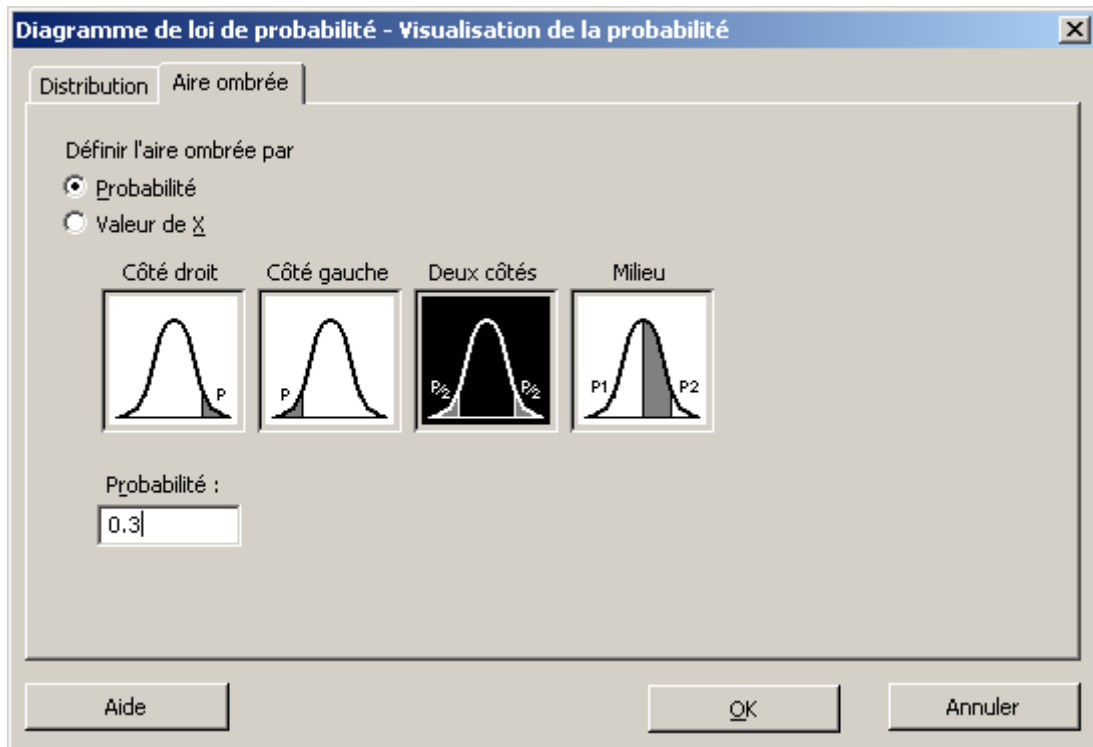 Diagramme de loi de probabilité - Visualisation de la probabilité
Distribution Aire ombrée
Définir l'aire ombrée par
Probabilité
Valeur de X
Côté droit Côté gauche Deux côtés Milieu
P P P/2 P/2 P1 P2
Probabilité :
0.3
Aide OK Annuler